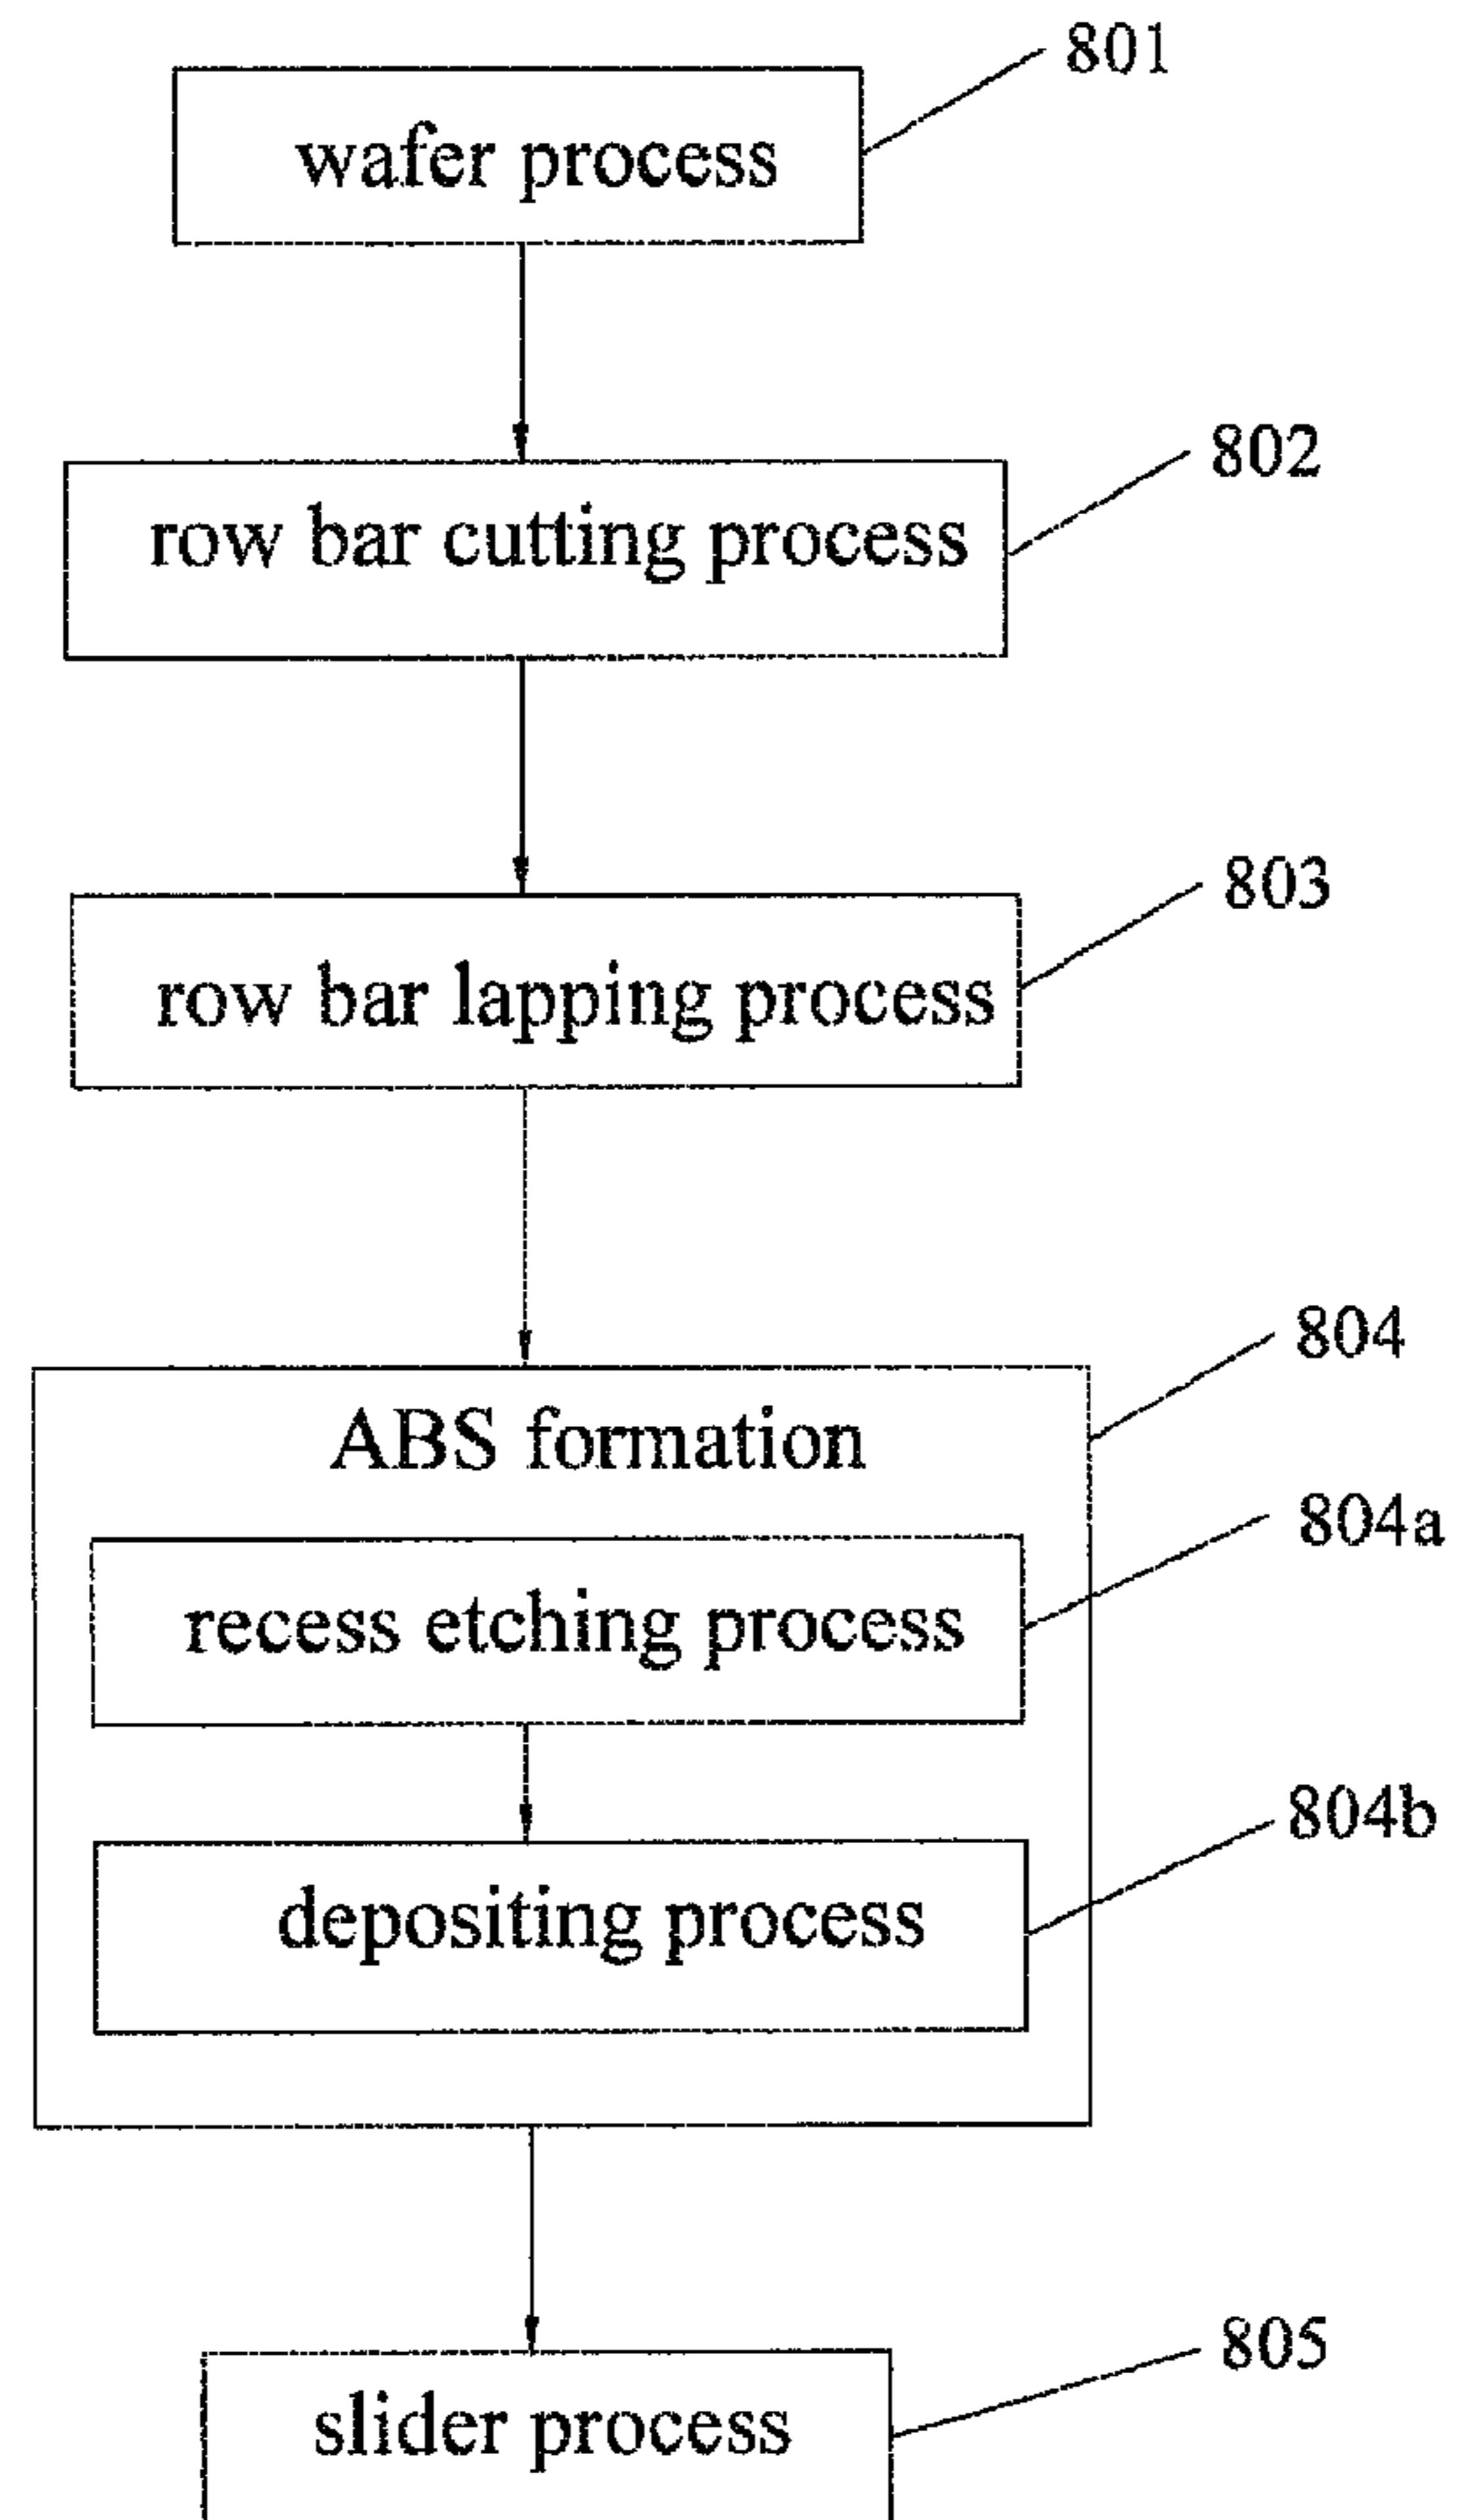 801
wafer process
802
row bar cutting process
803
row bar lapping process
804
ABS formation
804a
recess etching process
804b
depositing process
805
slider process